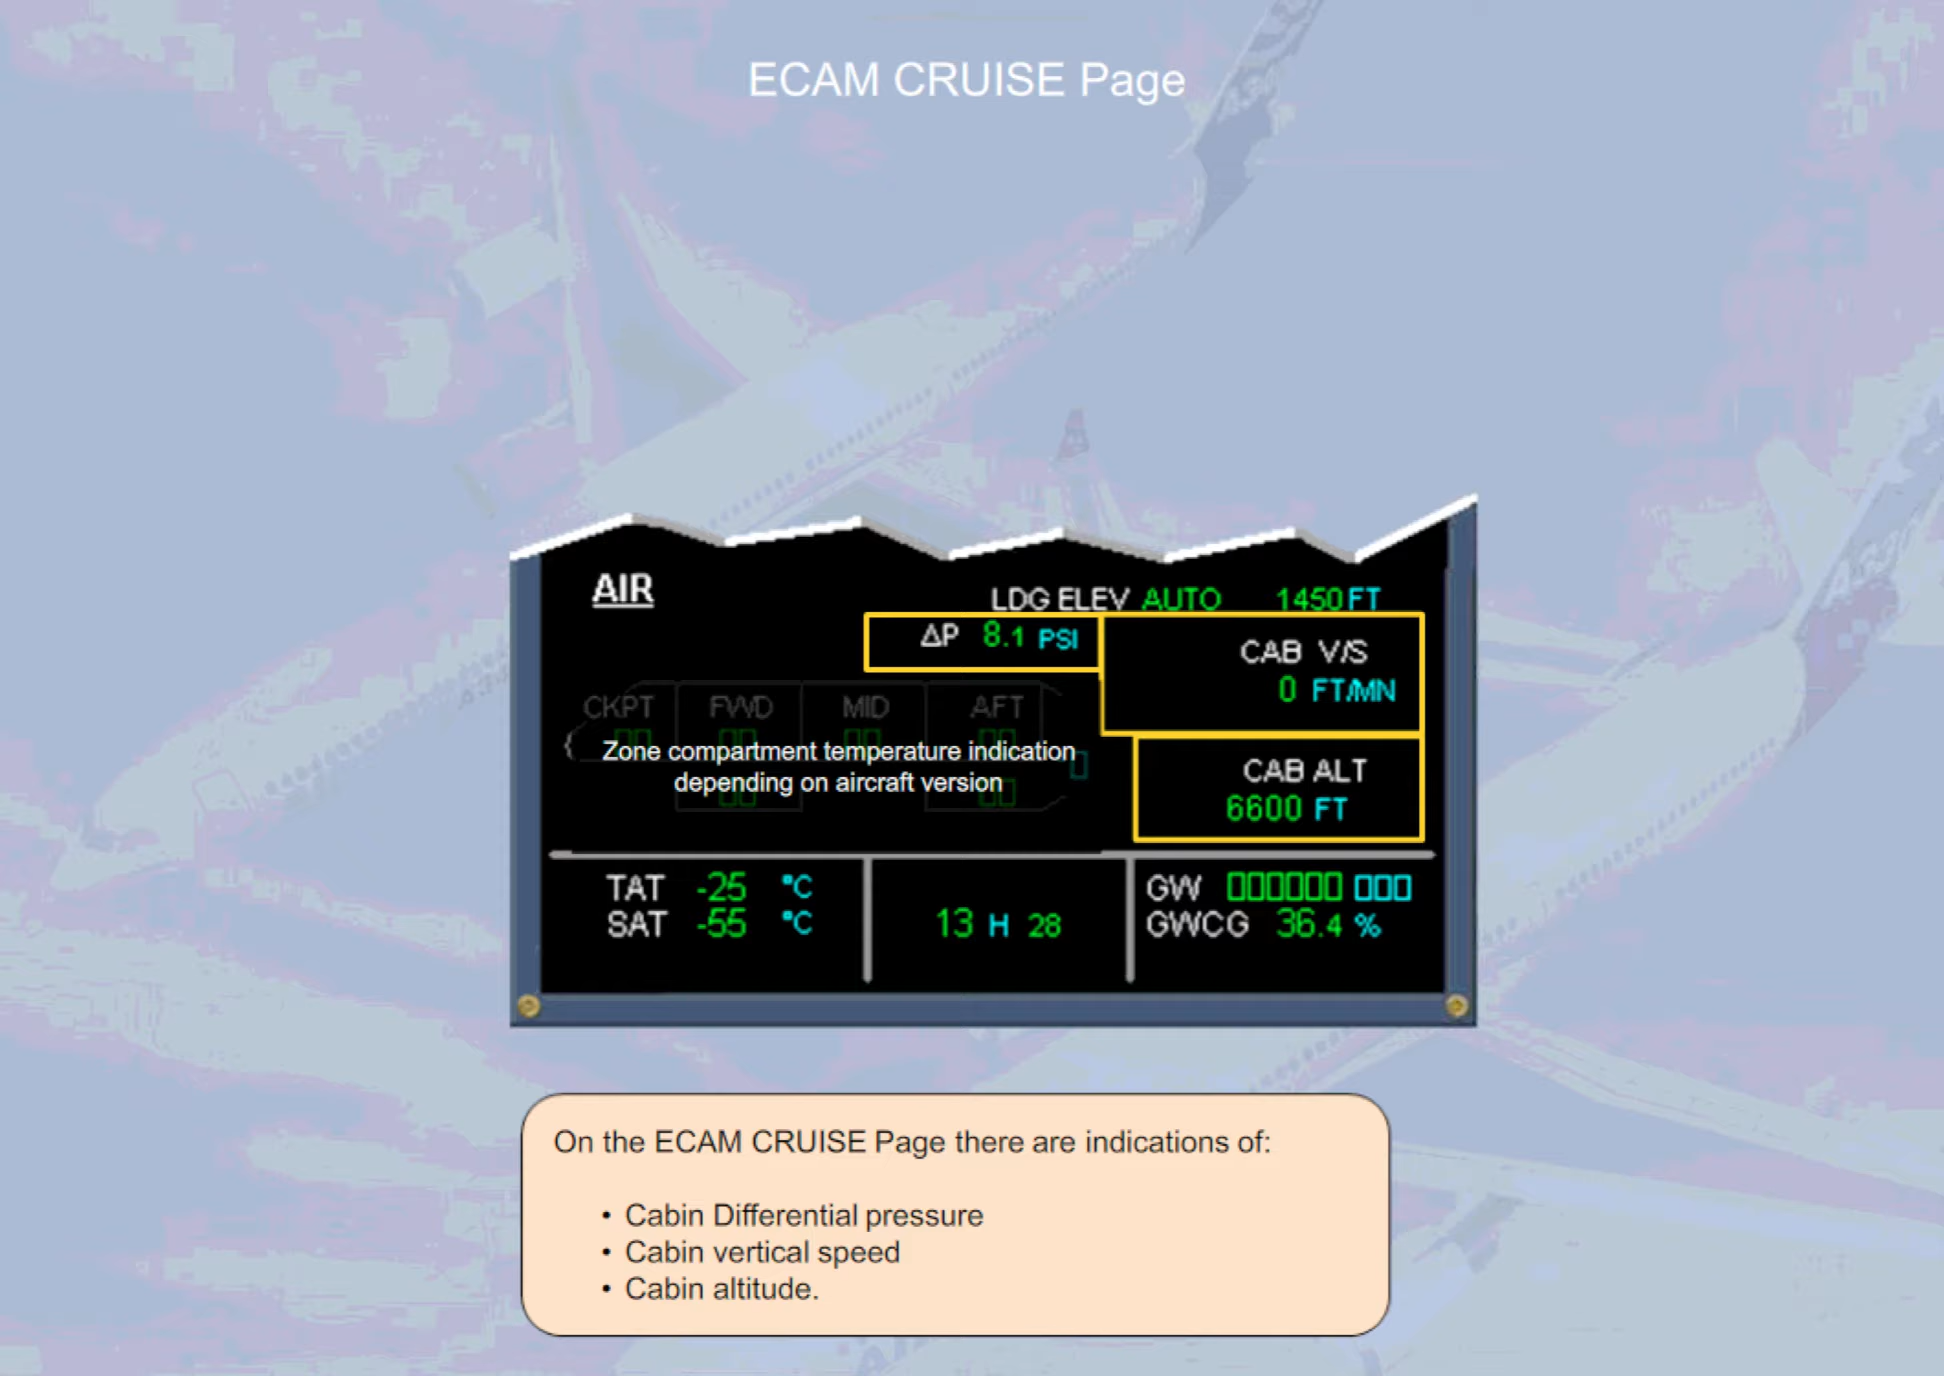 ECAM CRUISE Page
AIR
LDG ELEV AUTO 1450 FT
ΔP 8.1 PSI
CAB V/S
0 FT/MN
CKPT FWD MID AFT
Zone compartment temperature indication
depending on aircraft version
CAB ALT
6600 FT
TAT -25 °C
SAT -55 °C
13 H 28
GW
GWCG 36.4 %
On the ECAM CRUISE Page there are indications of:
• Cabin Differential pressure
• Cabin vertical speed
• Cabin altitude.